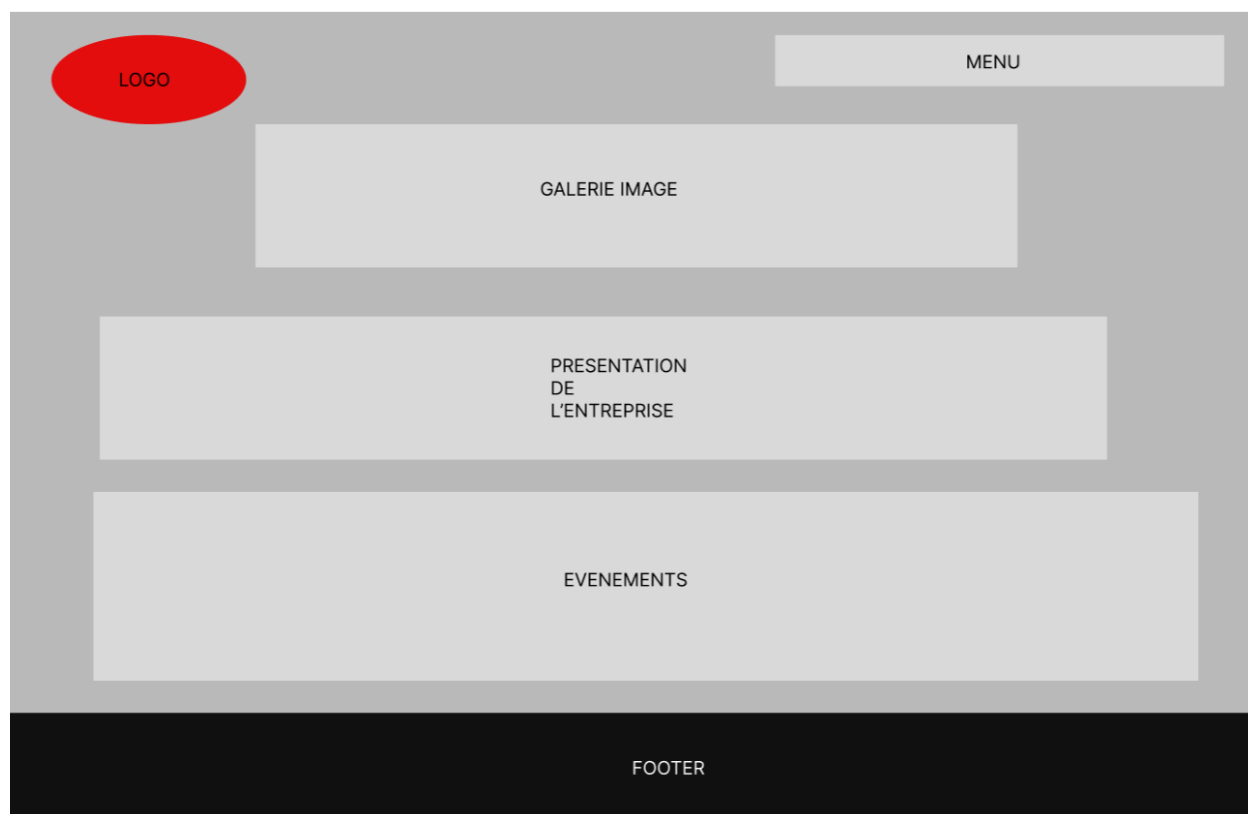 LOGO
MENU
GALERIE IMAGE
PRESENTATION
DE
L’ENTREPRISE
EVENEMENTS
FOOTER